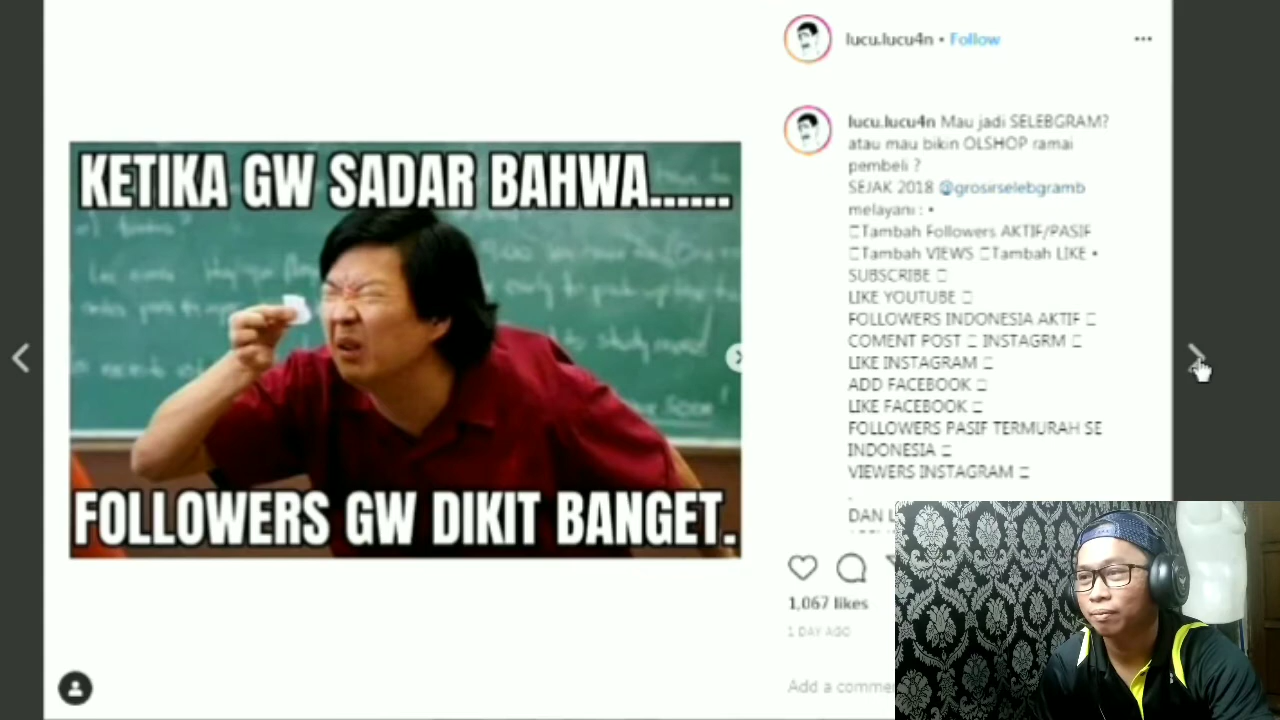 lucu.lucu4n • Follow
KETIKA GW SADAR BAHWA......
FOLLOWERS GW DIKIT BANGET.
lucu.lucu4n Mau jadi SELEBGRAM?
atau mau bikin OLSHOP ramai
pembeli ?
SEJAK 2018 @grosirselebgramb
melayani : •
Tambah Followers AKTIF/PASIF
Tambah VIEWS Tambah LIKE •
SUBSCRIBE
LIKE YOUTUBE
FOLLOWERS INDONESIA AKTIF
COMENT POST INSTAGRM
LIKE INSTAGRAM
ADD FACEBOOK
LIKE FACEBOOK
FOLLOWERS PASIF TERMURAH SE
INDONESIA
VIEWERS INSTAGRAM
.
DAN
1,067 likes
1 DAY AGO
Add a comme